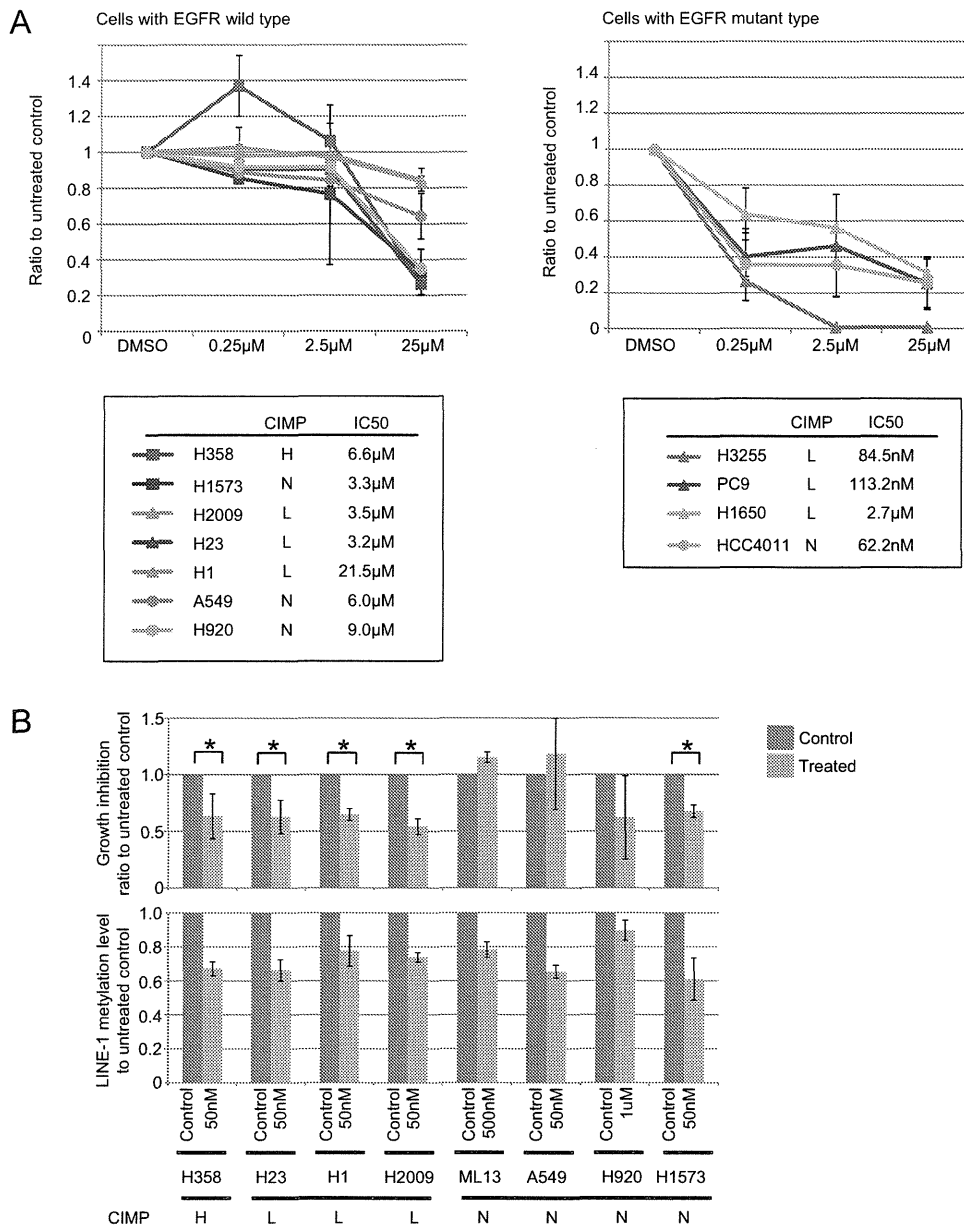 A
Cells with EGFR wild type
Ratio to untreated control
1.4
1.2
1
0.8
0.6
0.4
0.2
0
DMSO 0.25µM 2.5µM 25µM
CIMP IC50
H358 H 6.6µM
H1573 N 3.3µM
H2009 L 3.5µM
H23 L 3.2µM
H1 L 21.5µM
A549 N 6.0µM
H920 N 9.0µM
Cells with EGFR mutant type
Ratio to untreated control
1.4
1.2
1
0.8
0.6
0.4
0.2
0
DMSO 0.25µM 2.5µM 25µM
CIMP IC50
H3255 L 84.5nM
PC9 L 113.2nM
H1650 L 2.7µM
HCC4011 N 62.2nM
B
Growth inhibition
ratio to untreated control
1.5
1.0
0.5
0
* * * * *
Control
Treated
LINE-1 metylation level
to untreated control
1.0
0.8
0.6
0.4
0.2
0
Control 50nM Control 50nM Control 50nM Control 50nM Control 500nM Control 50nM Control 1uM Control 50nM
H358 H23 H1 H2009 ML13 A549 H920 H1573
CIMP H L L L N N N N